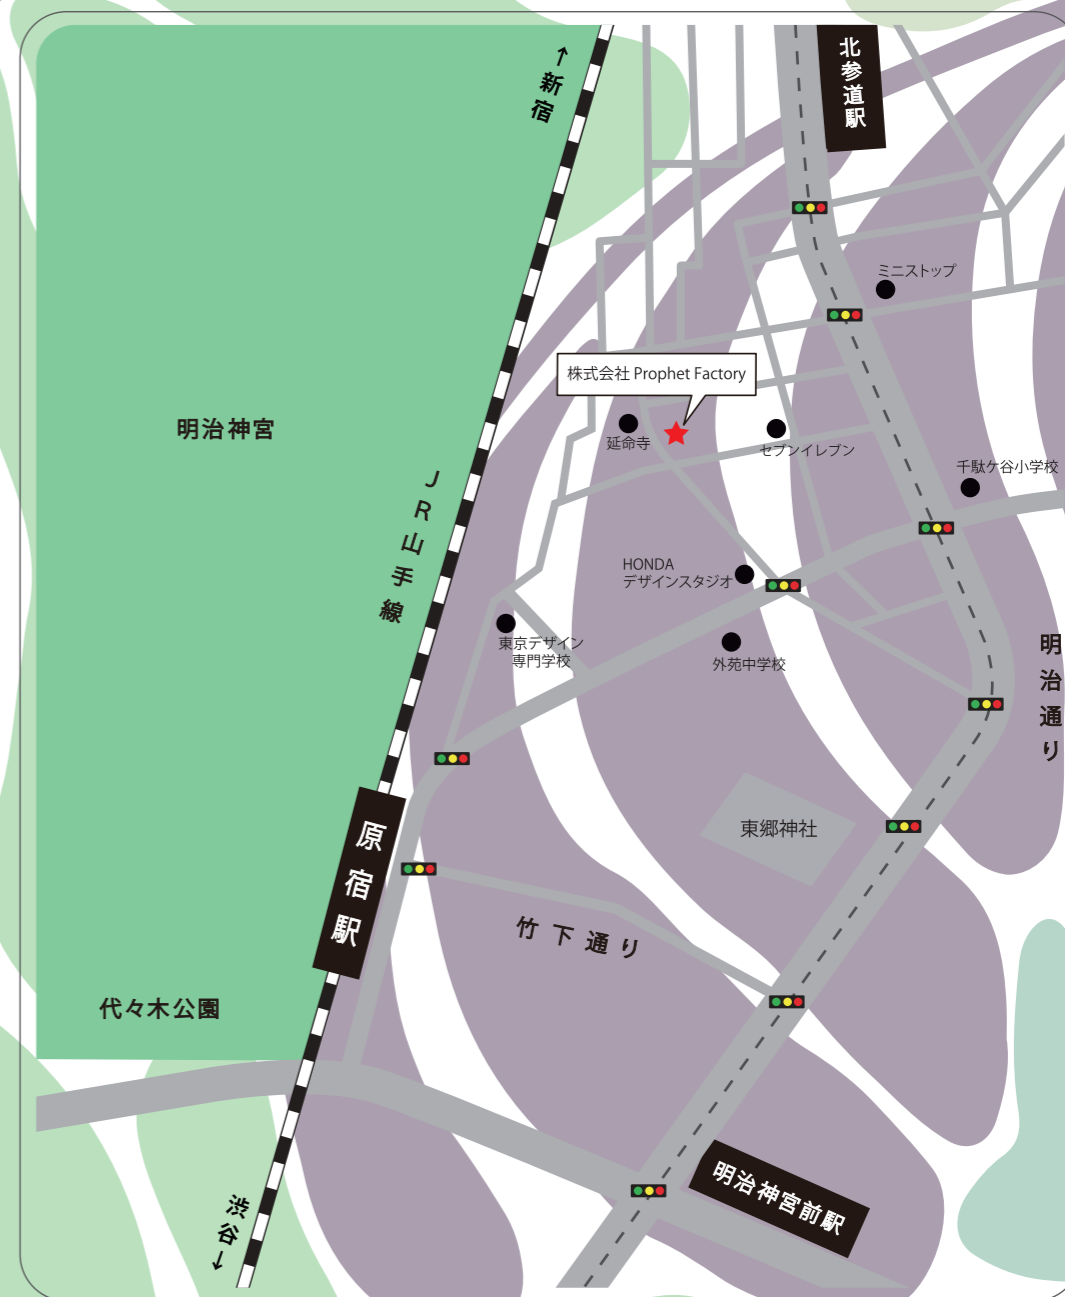 北参道駅
↑新宿
ミニストップ
株式会社 Prophet Factory
明治神宮
延命寺
セブンイレブン
千駄ケ谷小学校
JR山手線
HONDA
デザインスタジオ
東京デザイン
専門学校
外苑中学校
明治通り
原宿駅
東郷神社
竹下通り
代々木公園
明治神宮前駅
渋谷↓